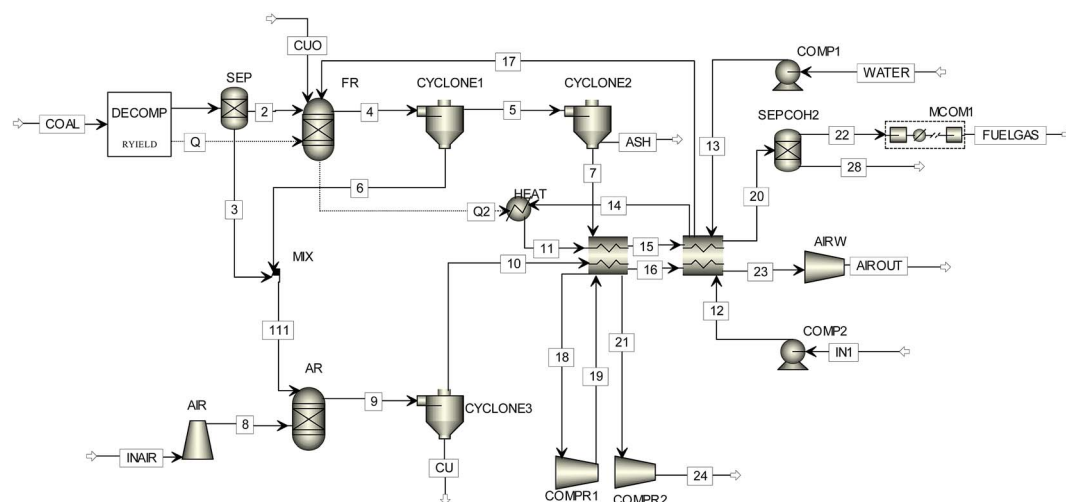 COMP1
17
CUO
WATER
SEP
FR
CYCLONE1
CYCLONE2
SEPCOH2
MCOM1
DECOMP
2
4
5
22
FUELGAS
COAL
RYIELD
Q
ASH
13
28
6
7
20
3
HEAT
Q2
14
AIRW
11
15
MIX
10
16
23
AIROUT
12
COMP2
111
18
21
IN1
AR
19
AIR
9
CYCLONE3
8
INAIR
CU
24
COMPR1
COMPR2